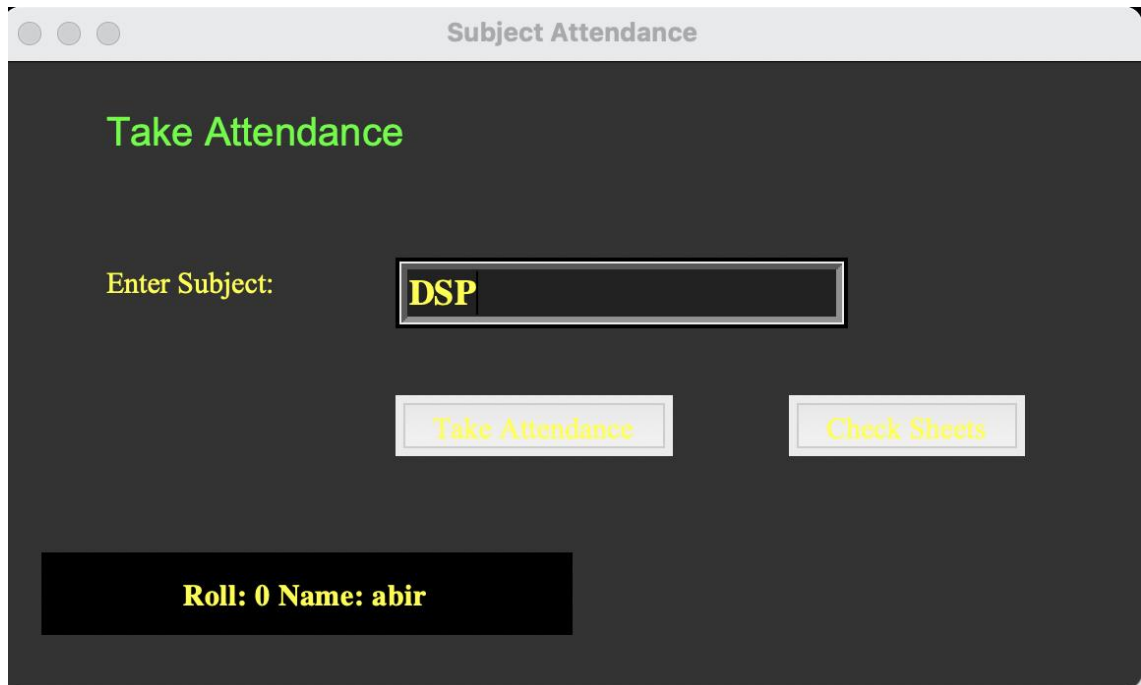 Subject Attendance
Take Attendance
Enter Subject: DSP
Take Attendance Check Sheets
Roll: 0 Name: abir